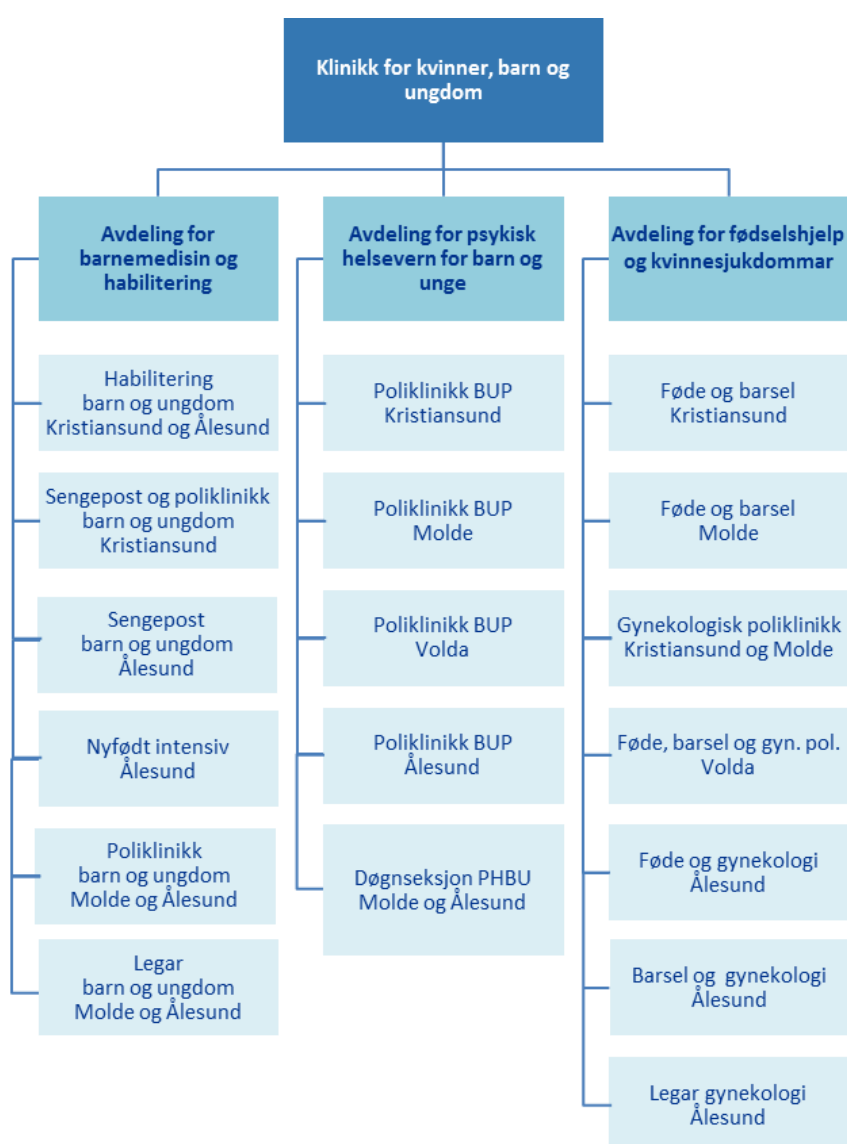 Klinikk for kvinner, barn og
ungdom
Avdeling for
barnemedisin og
habilitering
Habilitering
barn og ungdom
Kristiansund og Ålesund
Sengepost og poliklinikk
barn og ungdom
Kristiansund
Sengepost
barn og ungdom
Ålesund
Nyfødt intensiv
Ålesund
Poliklinikk
barn og ungdom
Molde og Ålesund
Legar
barn og ungdom
Molde og Ålesund
Avdeling for psykisk
helsevern for barn og
unge
Poliklinikk BUP
Kristiansund
Poliklinikk BUP
Molde
Poliklinikk BUP
Volda
Poliklinikk BUP
Ålesund
Døgnseksjon PHBU
Molde og Ålesund
Avdeling for fødselshjelp
og kvinnesjukdommar
Føde og barsel
Kristiansund
Føde og barsel
Molde
Gynekologisk poliklinikk
Kristiansund og Molde
Føde, barsel og gyn. pol.
Volda
Føde og gynekologi
Ålesund
Barsel og gynekologi
Ålesund
Legar gynekologi
Ålesund